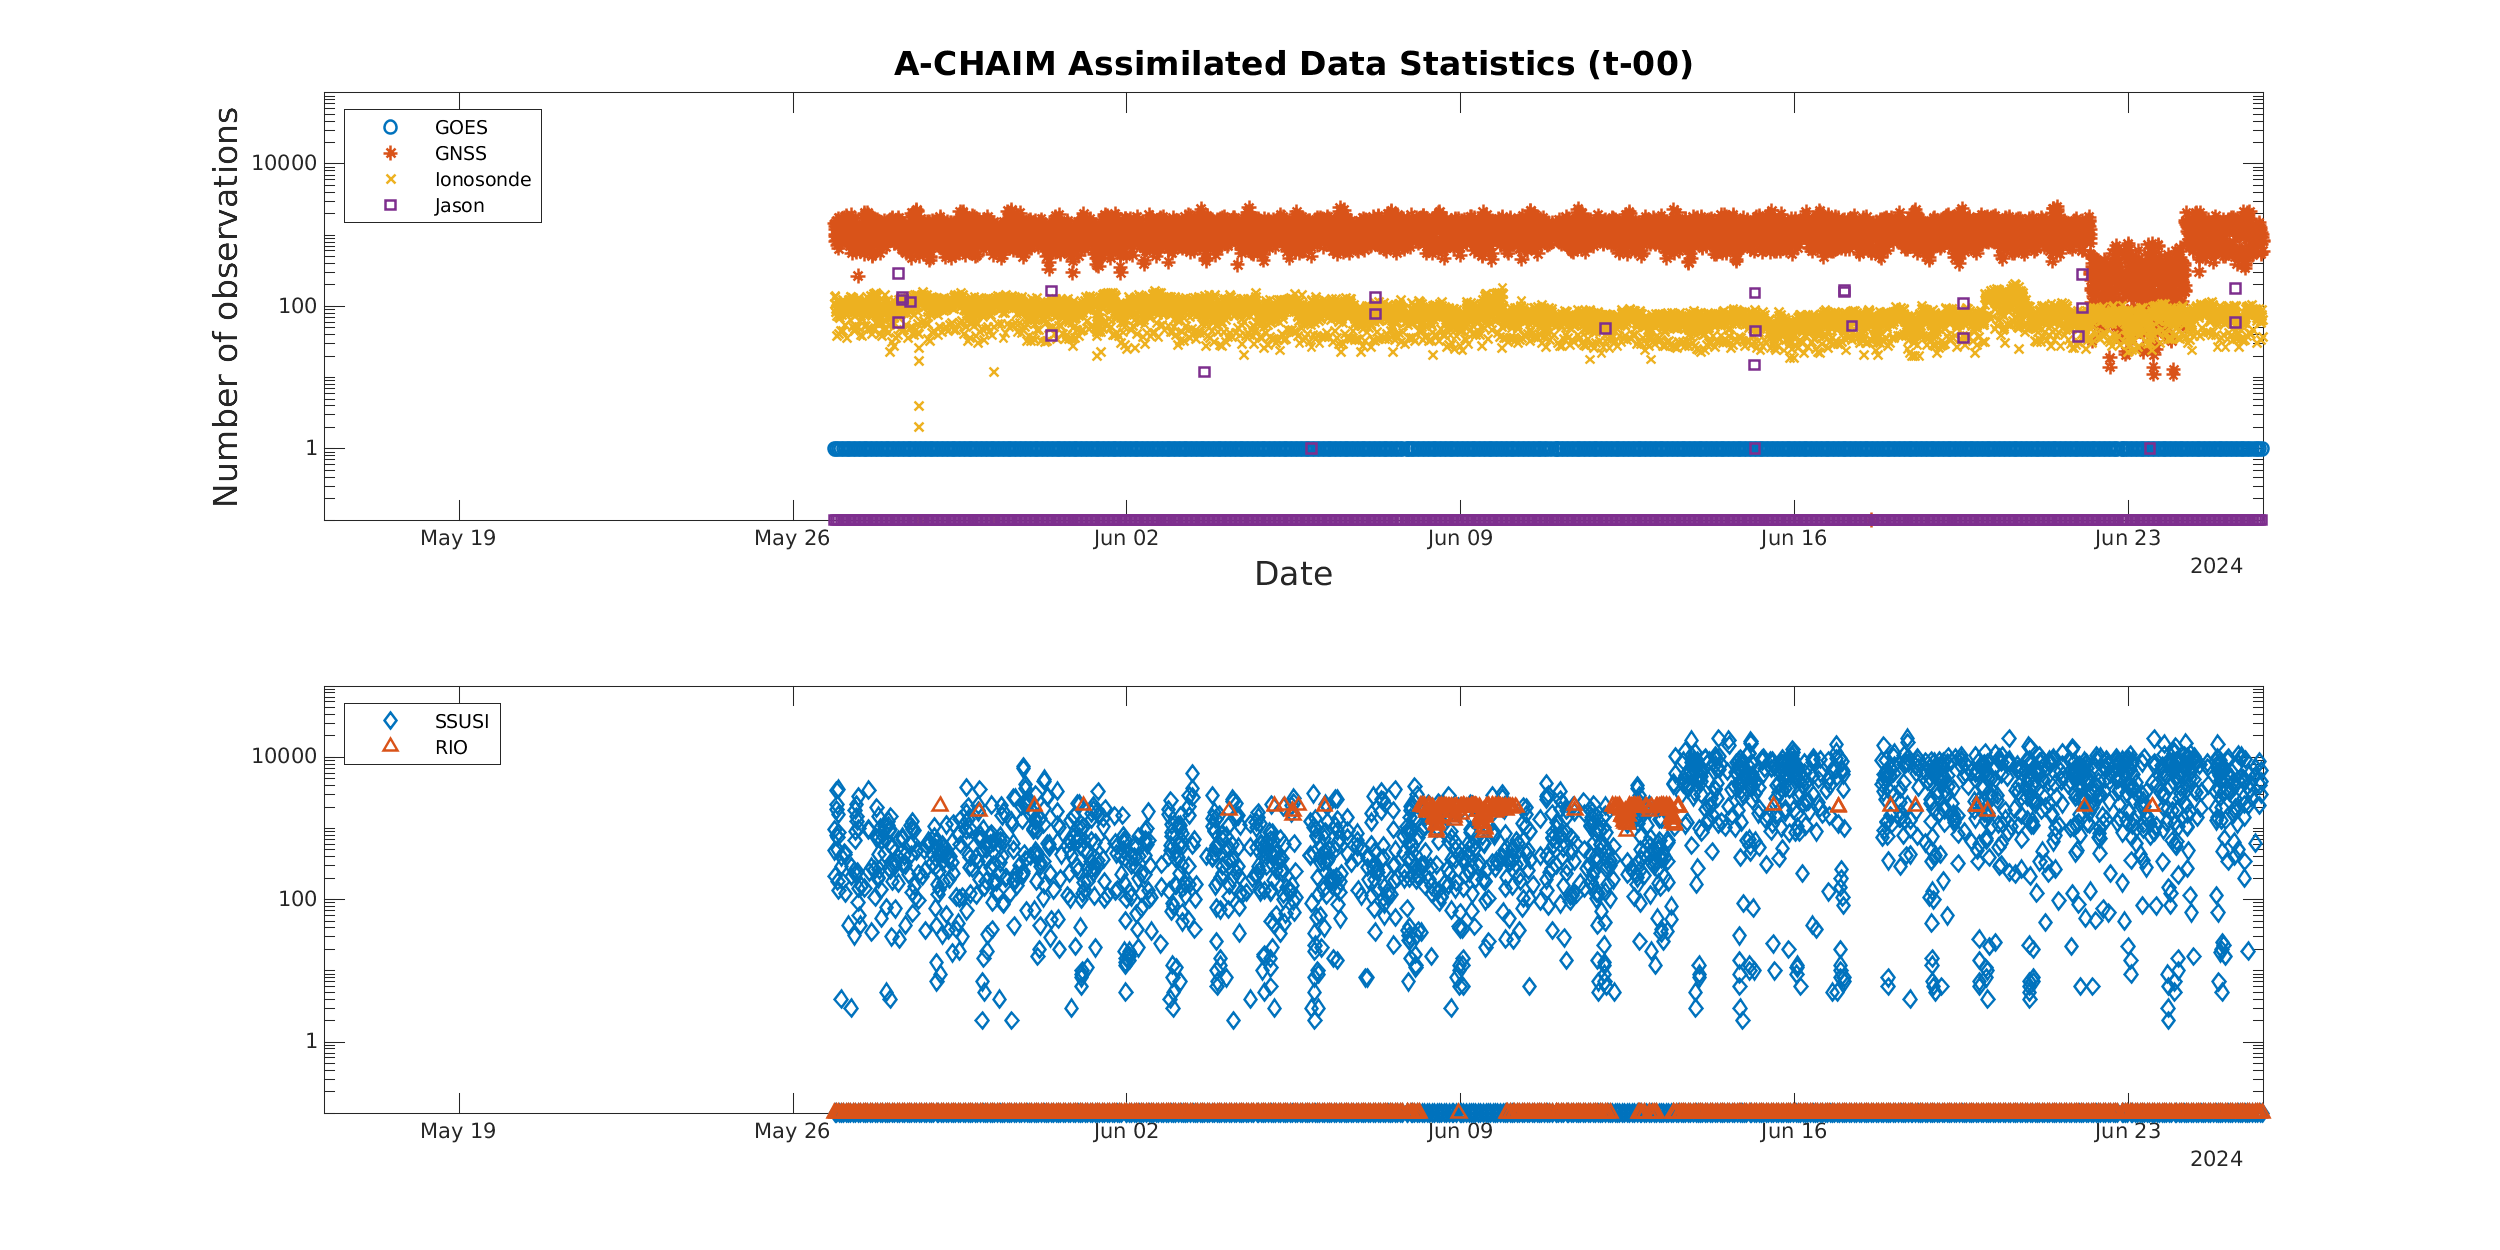 A-CHAIM Assimilated Data Statistics (t-00)
Number of observations
10000
100
1
GOES
GNSS
Ionosonde
Jason
May 19
May 26
Jun 02
Jun 09
Jun 16
Jun 23
2024
Date
10000
100
1
SSUSI
RIO
May 19
May 26
Jun 02
Jun 09
Jun 16
Jun 23
2024